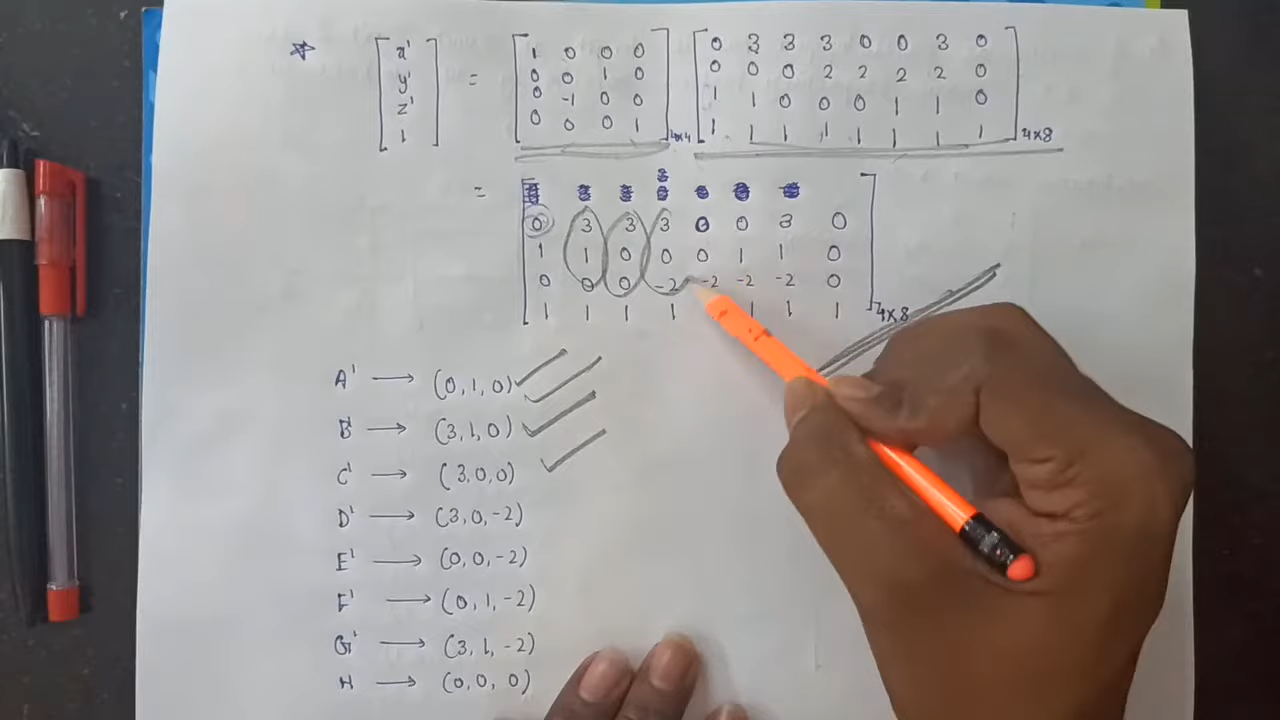 ☆ [x' y' z' 1] = [1 0 0 0
0 0 1 0
0 -1 0 0
0 0 0 1] 4x4 [0 3 3 3 0 0 3 0
0 0 0 2 2 2 2 0
1 1 0 0 0 1 1 0
1 1 1 1 1 1 1 1] 4x8
= [0 3 3 3 0 0 3 0
1 1 0 0 0 1 1 0
0 0 0 -2 -2 -2 -2 0
1 1 1 1 1 1 1] 4x8
A' → (0, 1, 0)
B' → (3, 1, 0)
C' → (3, 0, 0)
D' → (3, 0, -2)
E' → (0, 0, -2)
F' → (0, 1, -2)
G' → (3, 1, -2)
H → (0, 0, 0)